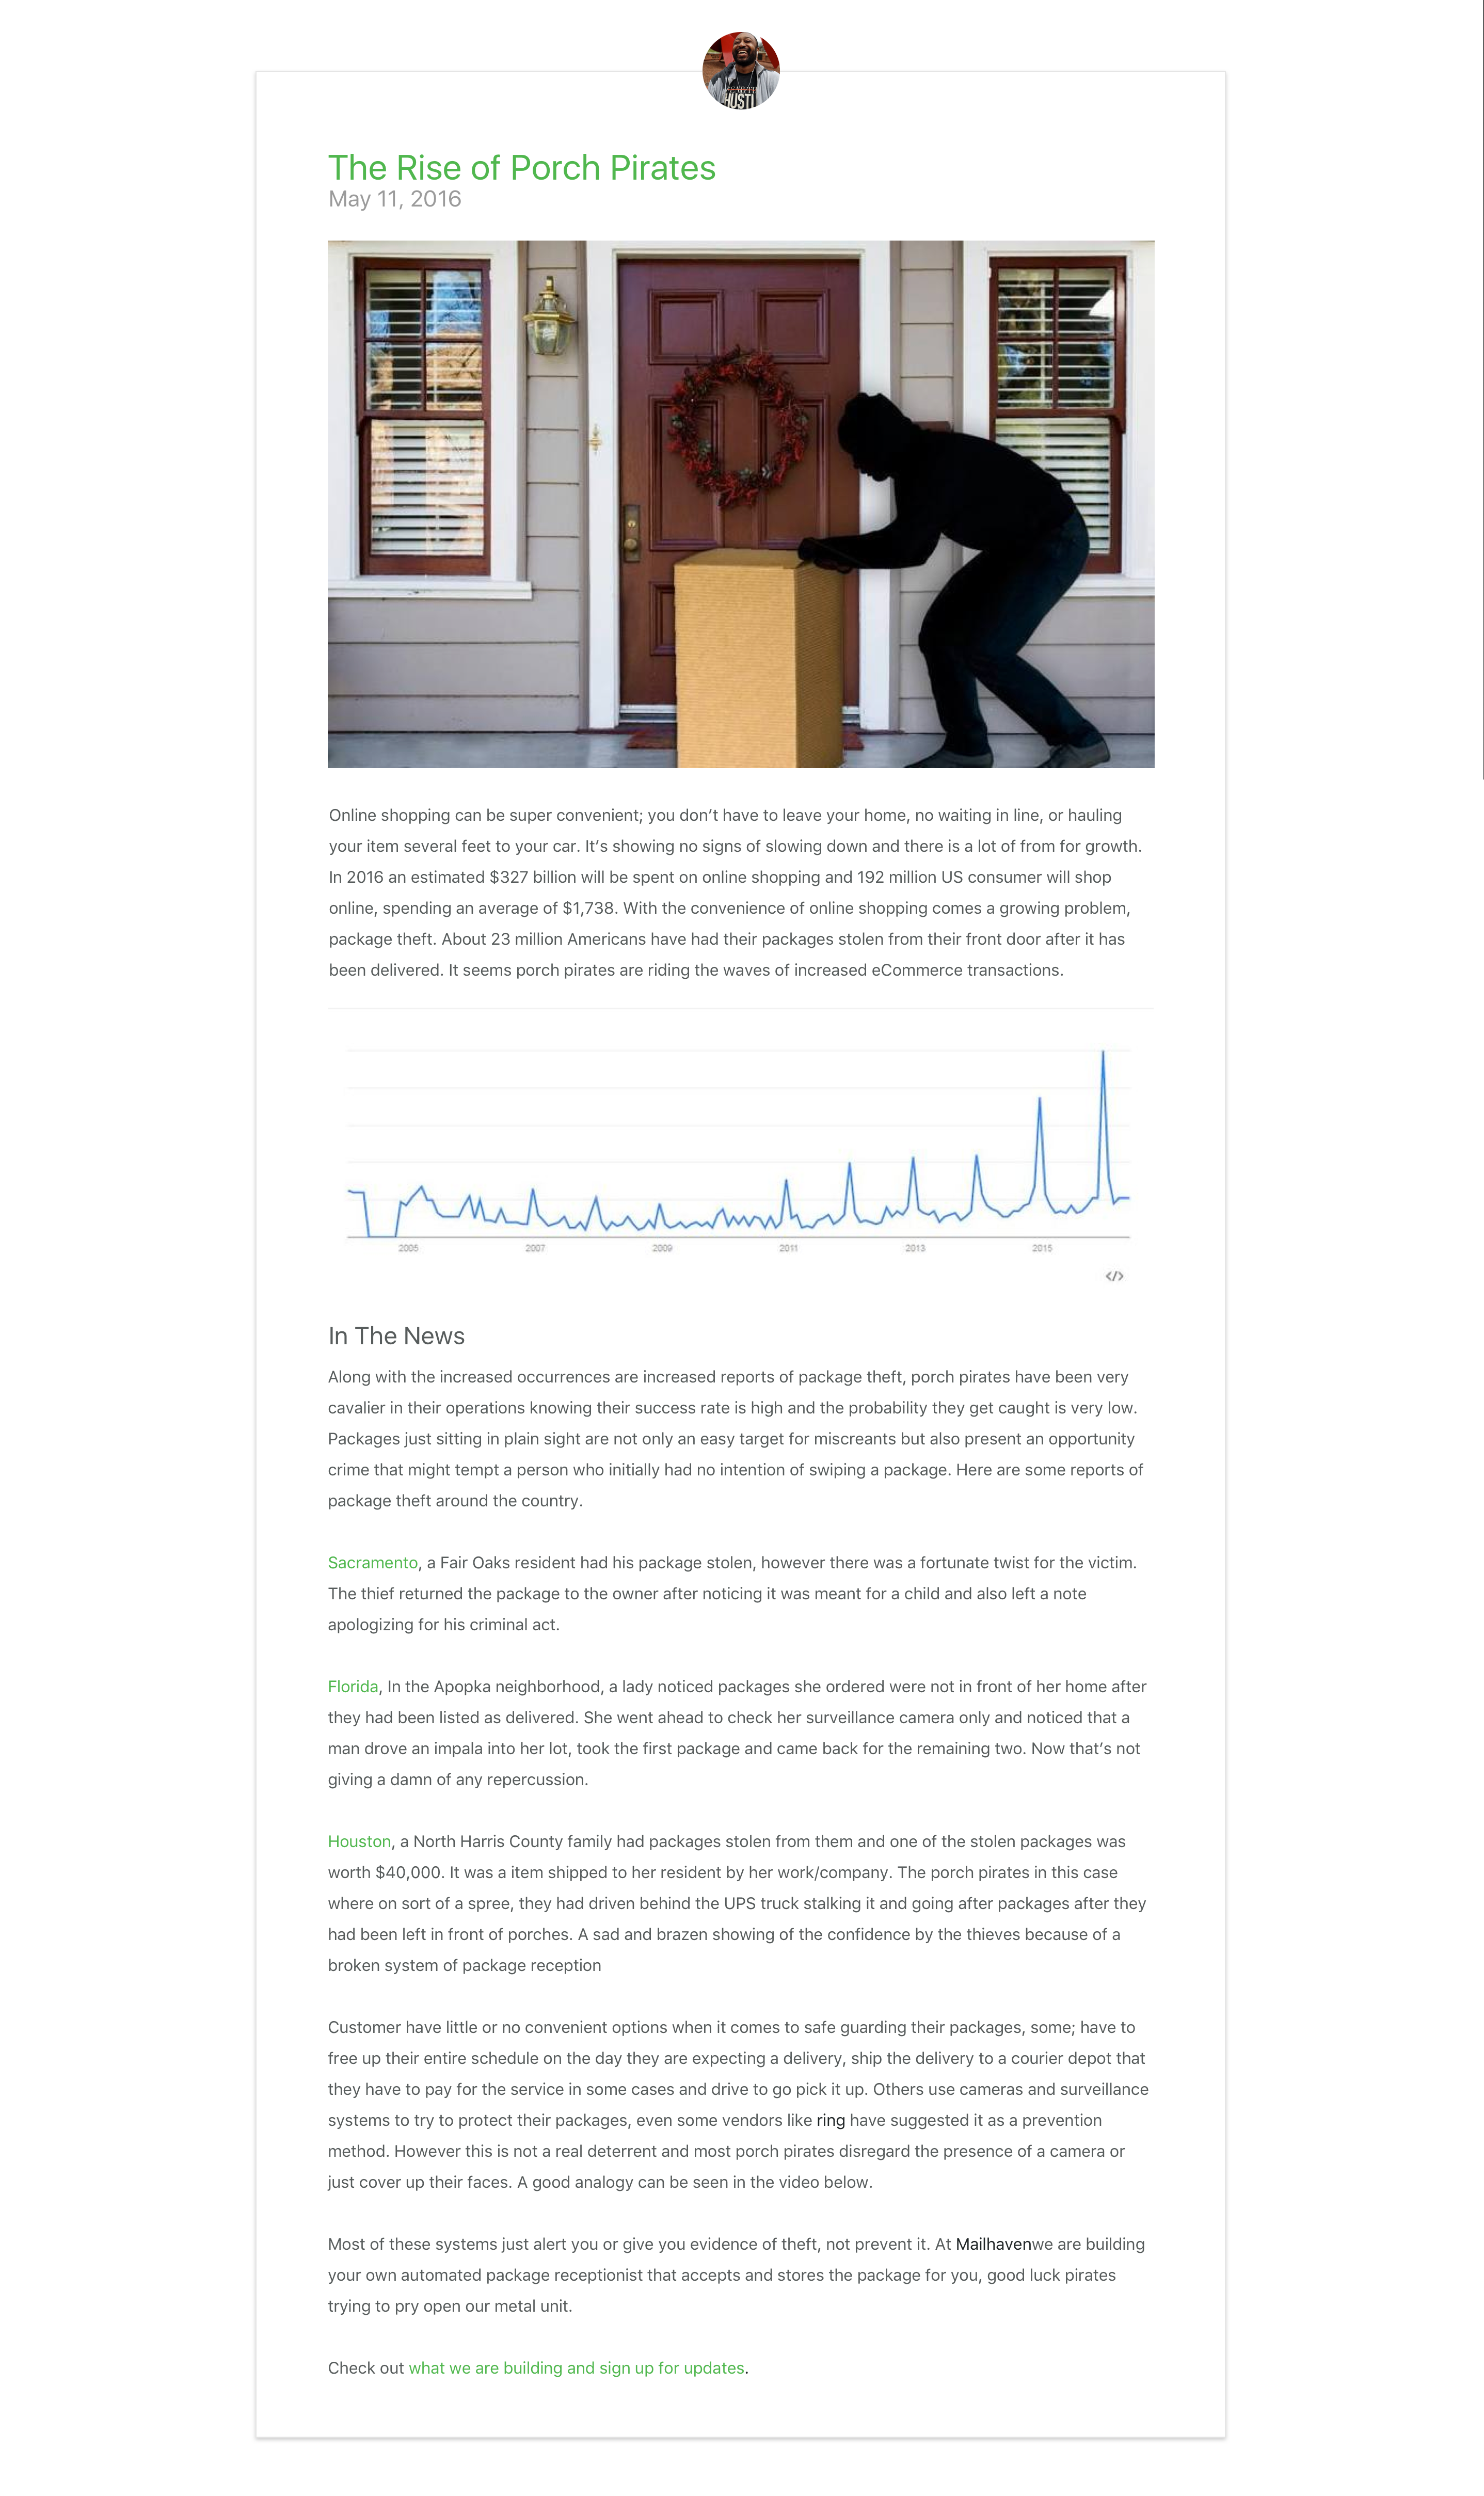 HUSTL
The Rise of Porch Pirates
May 11, 2016
Online shopping can be super convenient; you don’t have to leave your home, no waiting in line, or hauling
your item several feet to your car. It’s showing no signs of slowing down and there is a lot of from for growth.
In 2016 an estimated $327 billion will be spent on online shopping and 192 million US consumer will shop
online, spending an average of $1,738. With the convenience of online shopping comes a growing problem,
package theft. About 23 million Americans have had their packages stolen from their front door after it has
been delivered. It seems porch pirates are riding the waves of increased eCommerce transactions.
2005 2007 2009 2011 2013 2015
</>
In The News
Along with the increased occurrences are increased reports of package theft, porch pirates have been very
cavalier in their operations knowing their success rate is high and the probability they get caught is very low.
Packages just sitting in plain sight are not only an easy target for miscreants but also present an opportunity
crime that might tempt a person who initially had no intention of swiping a package. Here are some reports of
package theft around the country.
Sacramento, a Fair Oaks resident had his package stolen, however there was a fortunate twist for the victim.
The thief returned the package to the owner after noticing it was meant for a child and also left a note
apologizing for his criminal act.
Florida, In the Apopka neighborhood, a lady noticed packages she ordered were not in front of her home after
they had been listed as delivered. She went ahead to check her surveillance camera only and noticed that a
man drove an impala into her lot, took the first package and came back for the remaining two. Now that’s not
giving a damn of any repercussion.
Houston, a North Harris County family had packages stolen from them and one of the stolen packages was
worth $40,000. It was a item shipped to her resident by her work/company. The porch pirates in this case
where on sort of a spree, they had driven behind the UPS truck stalking it and going after packages after they
had been left in front of porches. A sad and brazen showing of the confidence by the thieves because of a
broken system of package reception
Customer have little or no convenient options when it comes to safe guarding their packages, some; have to
free up their entire schedule on the day they are expecting a delivery, ship the delivery to a courier depot that
they have to pay for the service in some cases and drive to go pick it up. Others use cameras and surveillance
systems to try to protect their packages, even some vendors like ring have suggested it as a prevention
method. However this is not a real deterrent and most porch pirates disregard the presence of a camera or
just cover up their faces. A good analogy can be seen in the video below.
Most of these systems just alert you or give you evidence of theft, not prevent it. At Mailhavenwe are building
your own automated package receptionist that accepts and stores the package for you, good luck pirates
trying to pry open our metal unit.
Check out what we are building and sign up for updates.